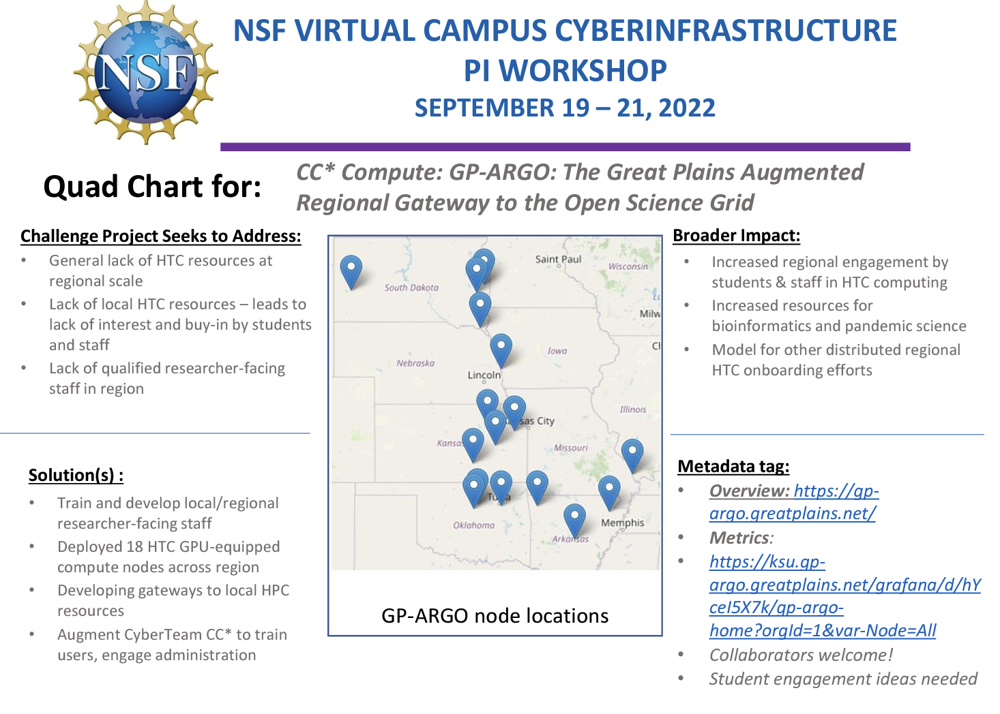 NSF
NSF VIRTUAL CAMPUS CYBERINFRASTRUCTURE
PI WORKSHOP
SEPTEMBER 19 – 21, 2022
Quad Chart for:
CC* Compute: GP-ARGO: The Great Plains Augmented
Regional Gateway to the Open Science Grid
Challenge Project Seeks to Address:
• General lack of HTC resources at
regional scale
• Lack of local HTC resources – leads to
lack of interest and buy-in by students
and staff
• Lack of qualified researcher-facing
staff in region
Solution(s) :
• Train and develop local/regional
researcher-facing staff
• Deployed 18 HTC GPU-equipped
compute nodes across region
• Developing gateways to local HPC
resources
• Augment CyberTeam CC* to train
users, engage administration
Saint Paul
Wisconsin
South Dakota
Milw
Iowa
Nebraska
Lincoln
Illinois
sas City
Kansa
Missouri
Oklahoma
Memphis
Arkansas
GP-ARGO node locations
Broader Impact:
• Increased regional engagement by
students & staff in HTC computing
• Increased resources for
bioinformatics and pandemic science
• Model for other distributed regional
HTC onboarding efforts
Metadata tag:
• Overview: https://gp-
argo.greatplains.net/
• Metrics:
• https://ksu.gp-
argo.greatplains.net/grafana/d/hY
ceI5X7k/gp-argo-
home?orgId=1&var-Node=All
• Collaborators welcome!
• Student engagement ideas needed